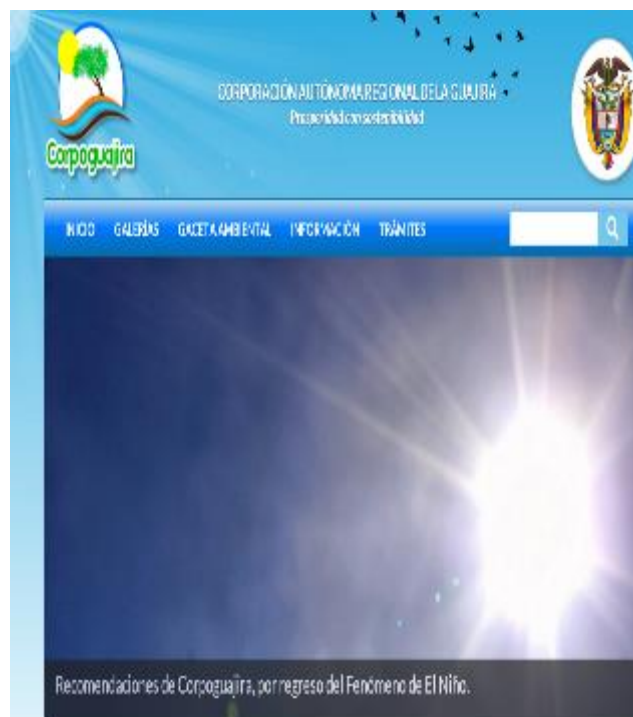 CORPORACIÓN AUTÓNOMA REGIONAL DE LA GUAJIRA
Prosperidad con sostenibilidad
Corpoguajira
INICIO GALERÍAS GACETA AMBIENTAL INFORMACIÓN TRÁMITES
Recomendaciones de Corpoguajira, por regreso del Fenómeno de El Niño.